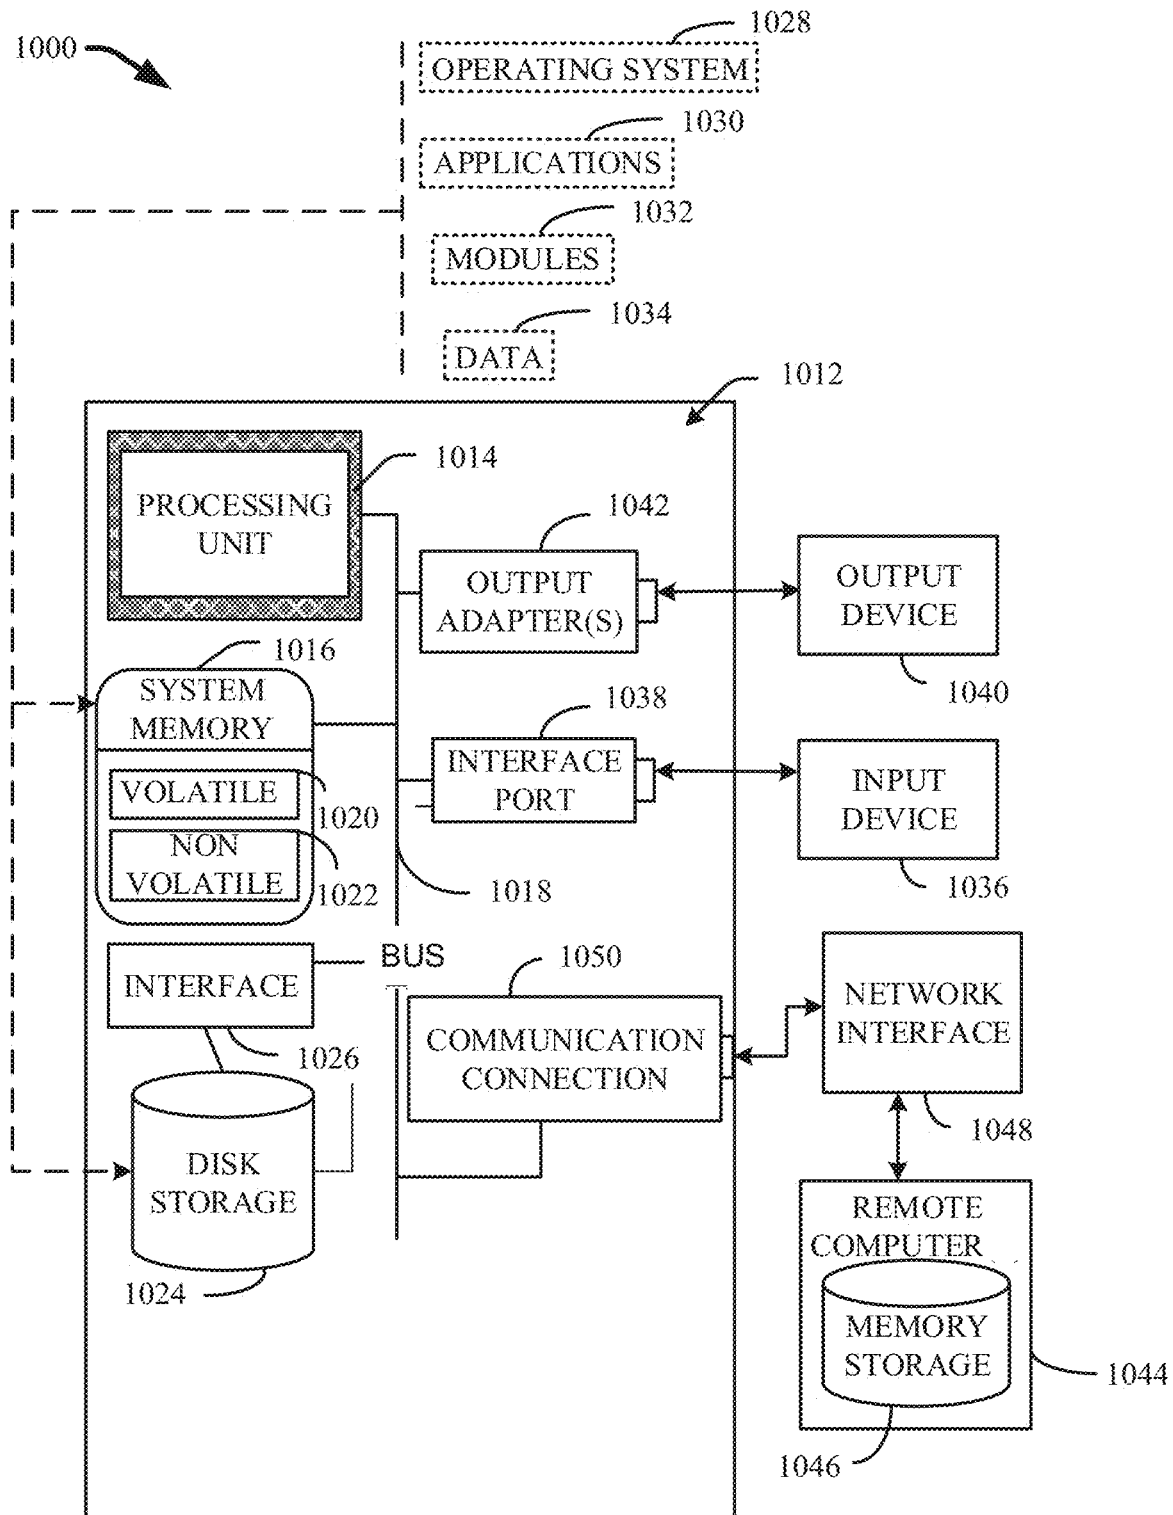 1028
1000
OPERATING SYSTEM
1030
APPLICATIONS
1032
MODULES
1034
DATA
1012
1014
PROCESSING
UNIT
1042
OUTPUT
ADAPTER(S)
OUTPUT
DEVICE
1040
1016
SYSTEM
MEMORY
1038
INTERFACE
PORT
INPUT
DEVICE
1036
VOLATILE
1020
NON
VOLATILE
1022
1018
BUS
INTERFACE
1026
1050
COMMUNICATION
CONNECTION
NETWORK
INTERFACE
1048
DISK
STORAGE
1024
REMOTE
COMPUTER
MEMORY
STORAGE
1044
1046